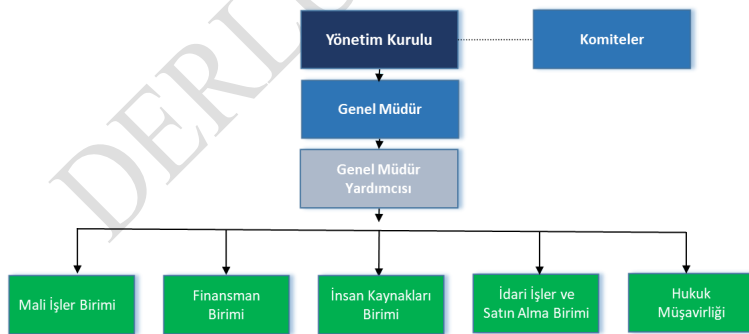 Yönetim Kurulu
Komiteler
Genel Müdür
Genel Müdür
Yardımcısı
Mali İşler Birimi
Finansman
Birimi
İnsan Kaynakları
Birimi
İdari İşler ve
Satın Alma Birimi
Hukuk
Müşavirliği